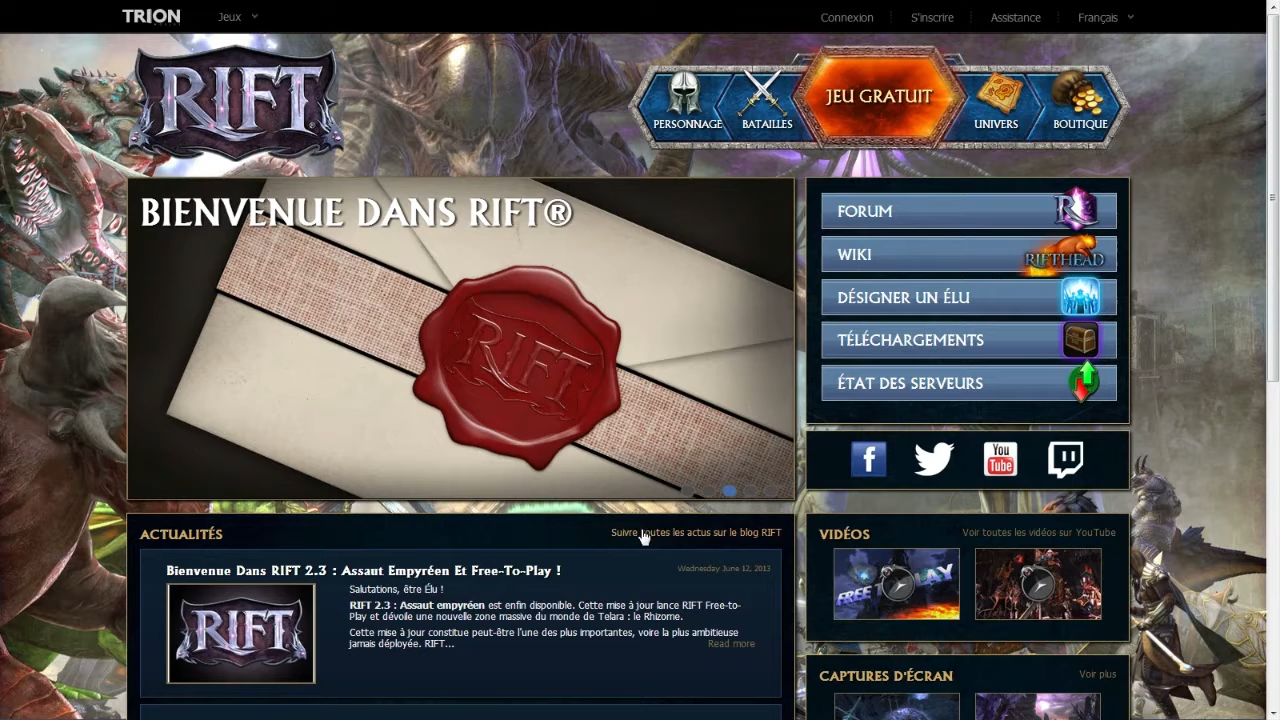 TRION
Jeux
Connexion
S'inscrire
Assistance
Français
RIFT
PERSONNAGE
BATAILLES
JEU GRATUIT
UNIVERS
BOUTIQUE
BIENVENUE DANS RIFT®
RIFT
FORUM
WIKI
RIFTHEAD
DÉSIGNER UN ÉLU
TÉLÉCHARGEMENTS
ÉTAT DES SERVEURS
You
Tube
ACTUALITÉS
Suivre toutes les actus sur le blog RIFT
Bienvenue Dans RIFT 2.3 : Assaut Empyréen Et Free-To-Play !
Wednesday June 12, 2013
RIFT
Salutations, être Élu !
RIFT 2.3 : Assaut empyréen est enfin disponible. Cette mise à jour lance RIFT Free-to-
Play et dévoile une nouvelle zone massive du monde de Telara : le Rhizome.
Cette mise à jour constitue peut-être l'une des plus importantes, voire la plus ambitieuse
jamais déployée. RIFT...
Read more
VIDÉOS
Voir toutes les vidéos sur YouTube
FREE PLAY
CAPTURES D'ÉCRAN
Voir plus